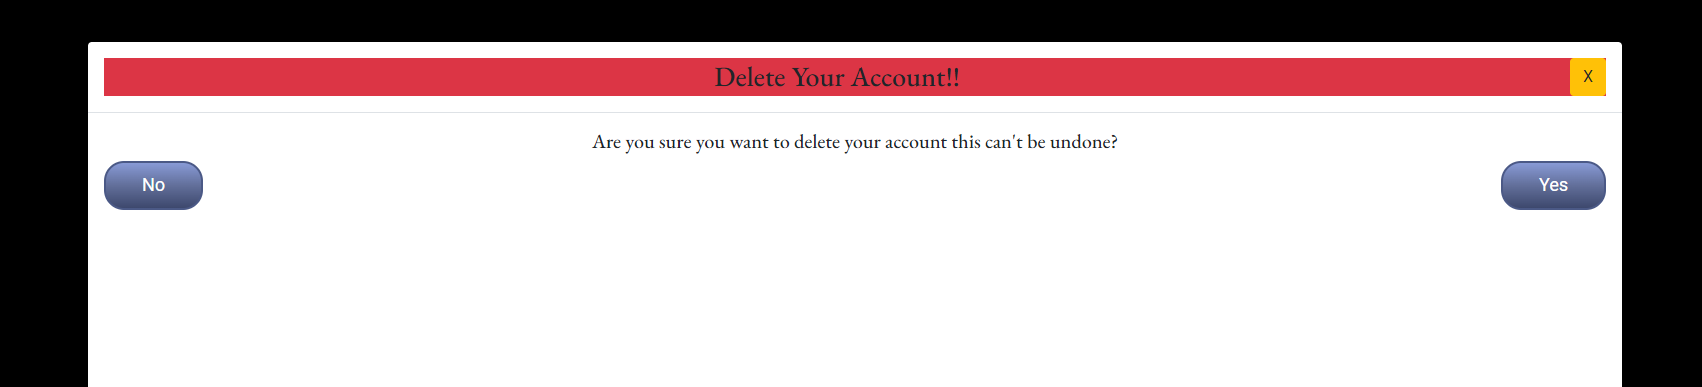 Delete Your Account!! X
Are you sure you want to delete your account this can't be undone?
No Yes